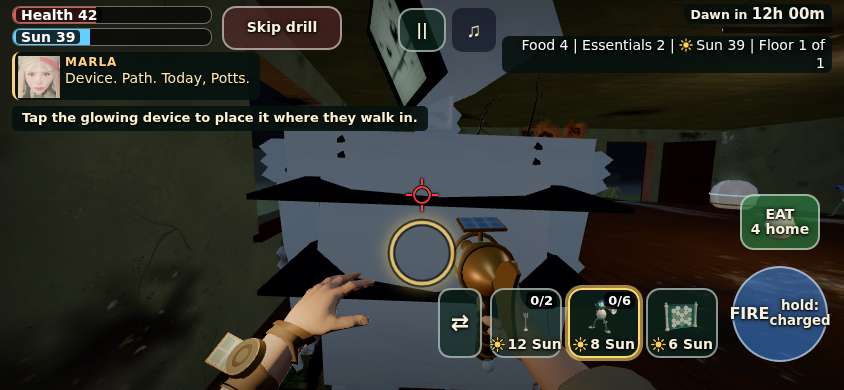 Health 42
Sun 39
Skip drill
Dawn in 12h 00m
Food 4 | Essentials 2 | ☀Sun 39 | Floor 1 of
1
MARLA
Device. Path. Today, Potts.
Tap the glowing device to place it where they walk in.
EAT
4 home
0/2
☀12 Sun
0/6
☀8 Sun
☀6 Sun
FIRE
hold:
charged